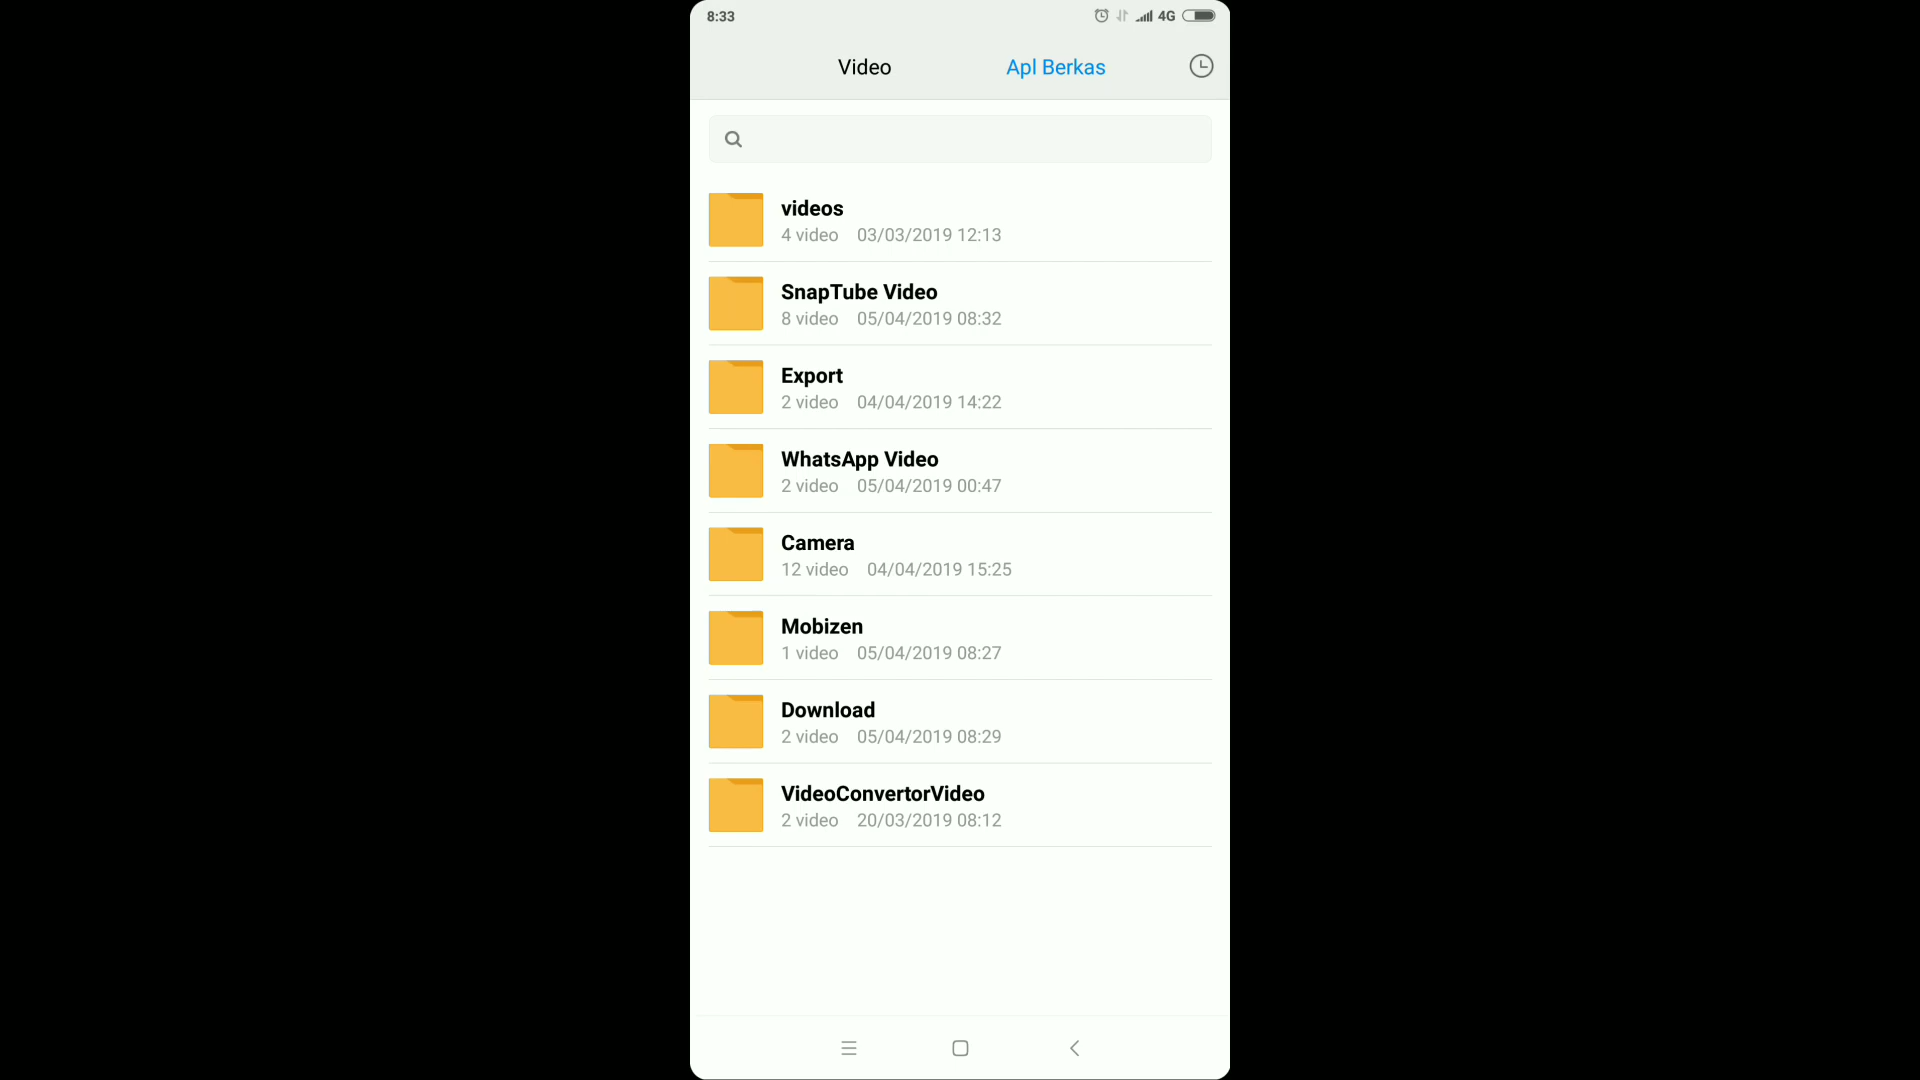 8:33 4G
Video Apl Berkas
videos
4 video 03/03/2019 12:13
SnapTube Video
8 video 05/04/2019 08:32
Export
2 video 04/04/2019 14:22
WhatsApp Video
2 video 05/04/2019 00:47
Camera
12 video 04/04/2019 15:25
Mobizen
1 video 05/04/2019 08:27
Download
2 video 05/04/2019 08:29
VideoConvertorVideo
2 video 20/03/2019 08:12